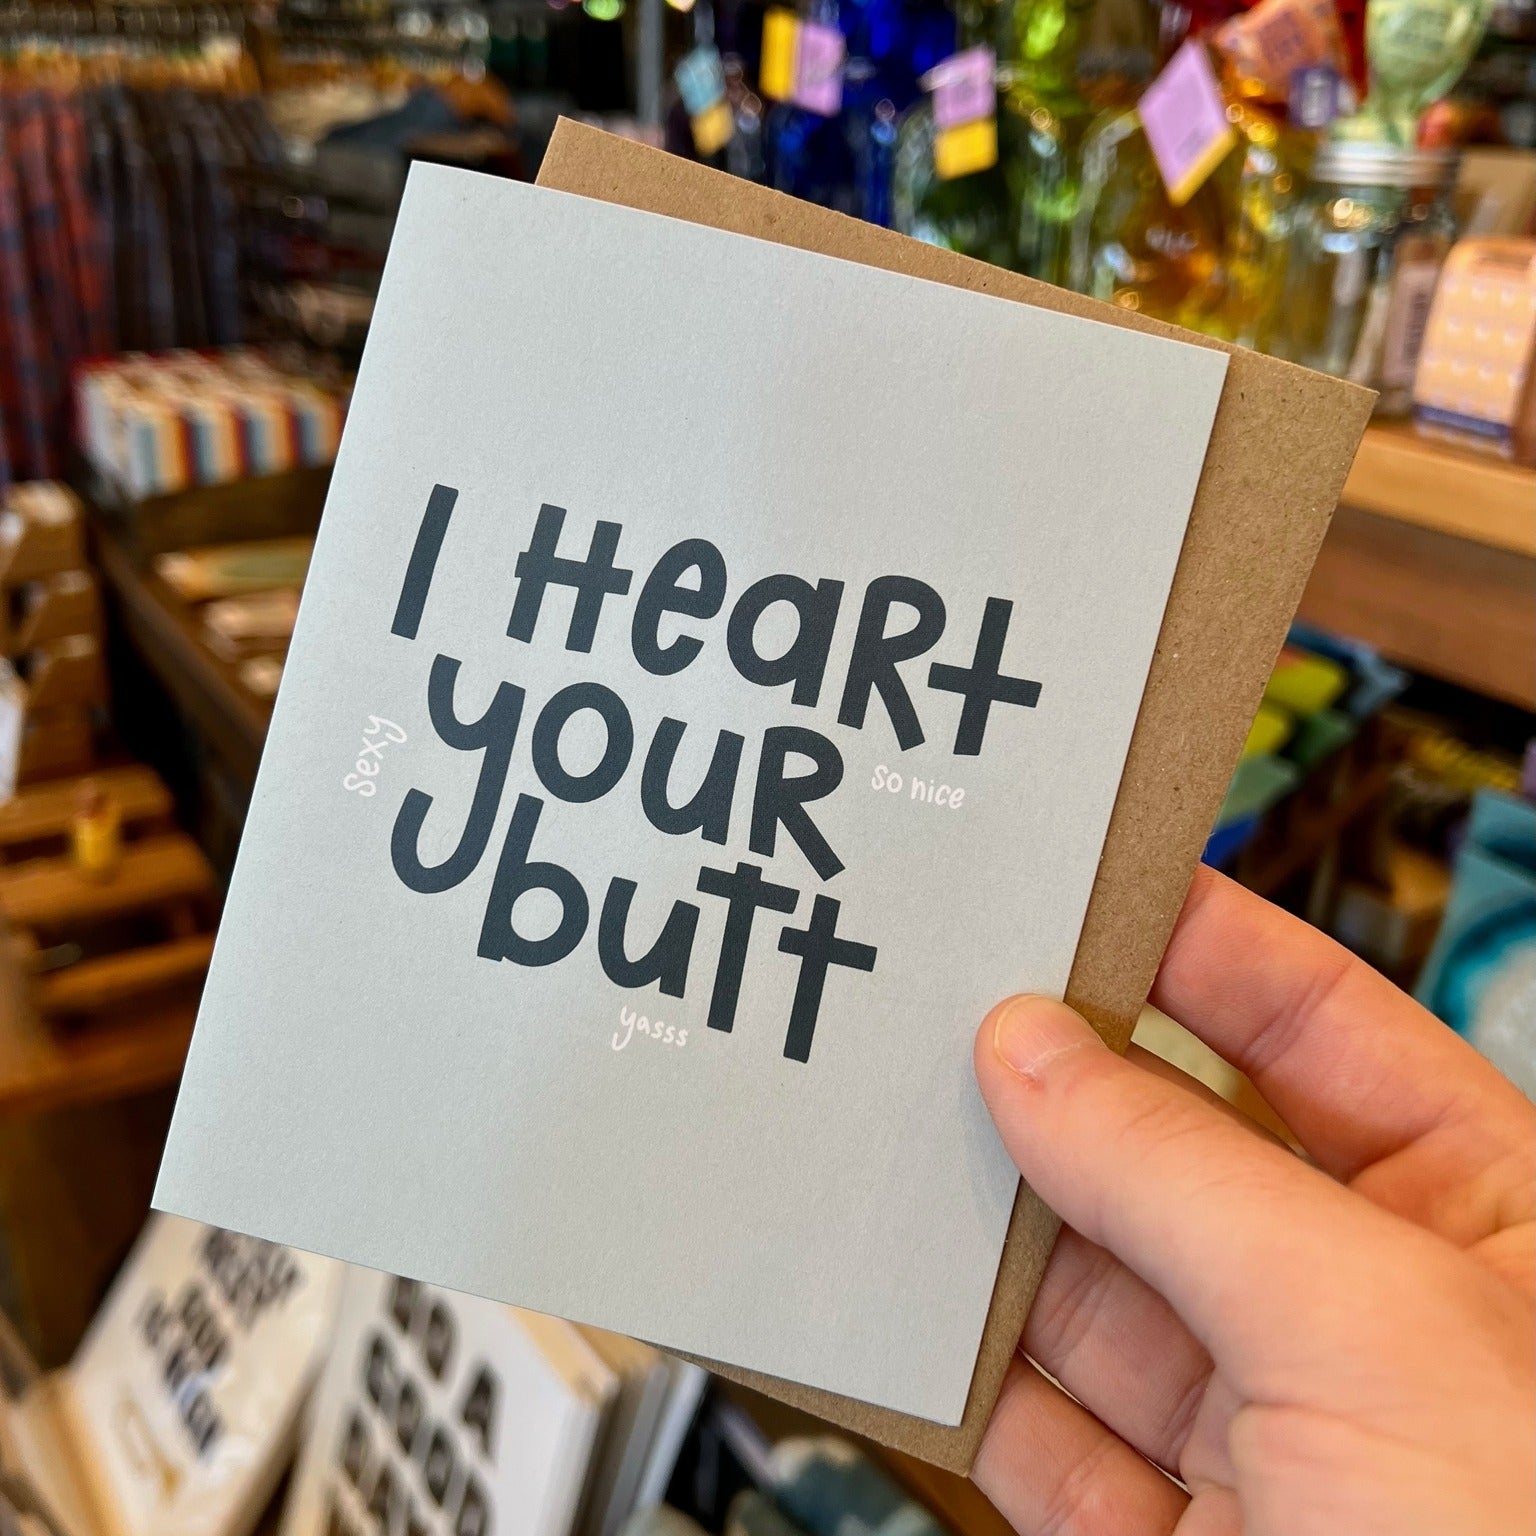 I Heart
your
so nice
sexy
butt
yasss